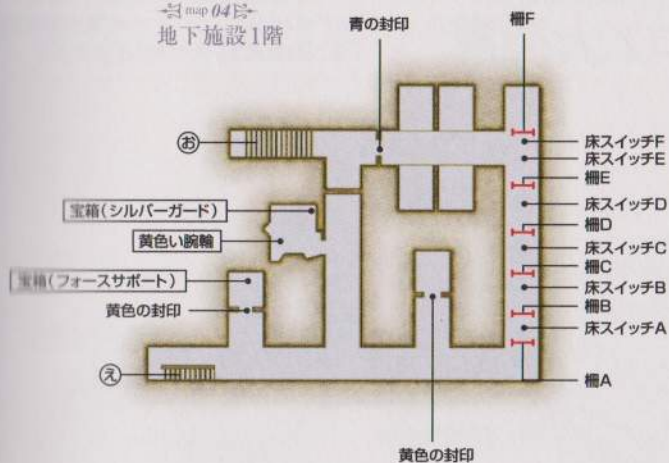 map 04
地下施設1階
青の封印
柵F
お
床スイッチF
床スイッチE
柵E
宝箱(シルバーガード)
床スイッチD
黄色い腕輪
柵D
床スイッチC
宝箱(フォースサポート)
柵C
床スイッチB
黄色の封印
柵B
床スイッチA
え
柵A
黄色の封印